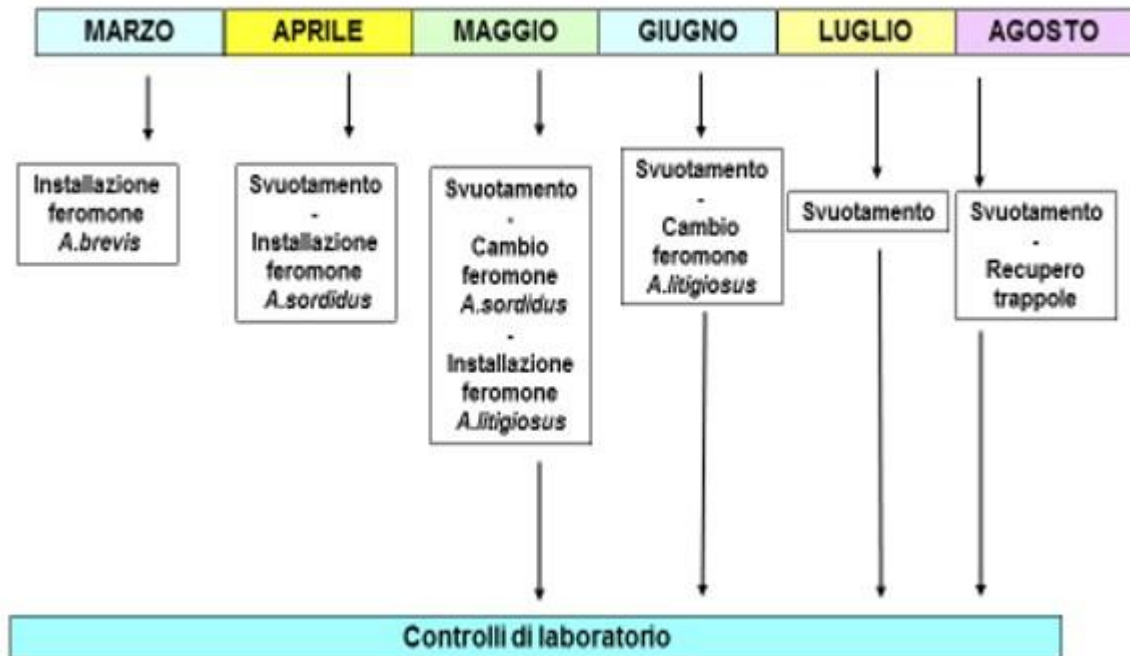 MARZO
APRILE
MAGGIO
GIUGNO
LUGLIO
AGOSTO
Installazione
feromone
A.brevis
Svuotamento
-
Installazione
feromone
A.sordidus
Svuotamento
-
Cambio
feromone
A.sordidus
-
Installazione
feromone
A.litigiosus
Svuotamento
-
Cambio
feromone
A.litigiosus
Svuotamento
Svuotamento
-
Recupero
trappole
Controlli di laboratorio